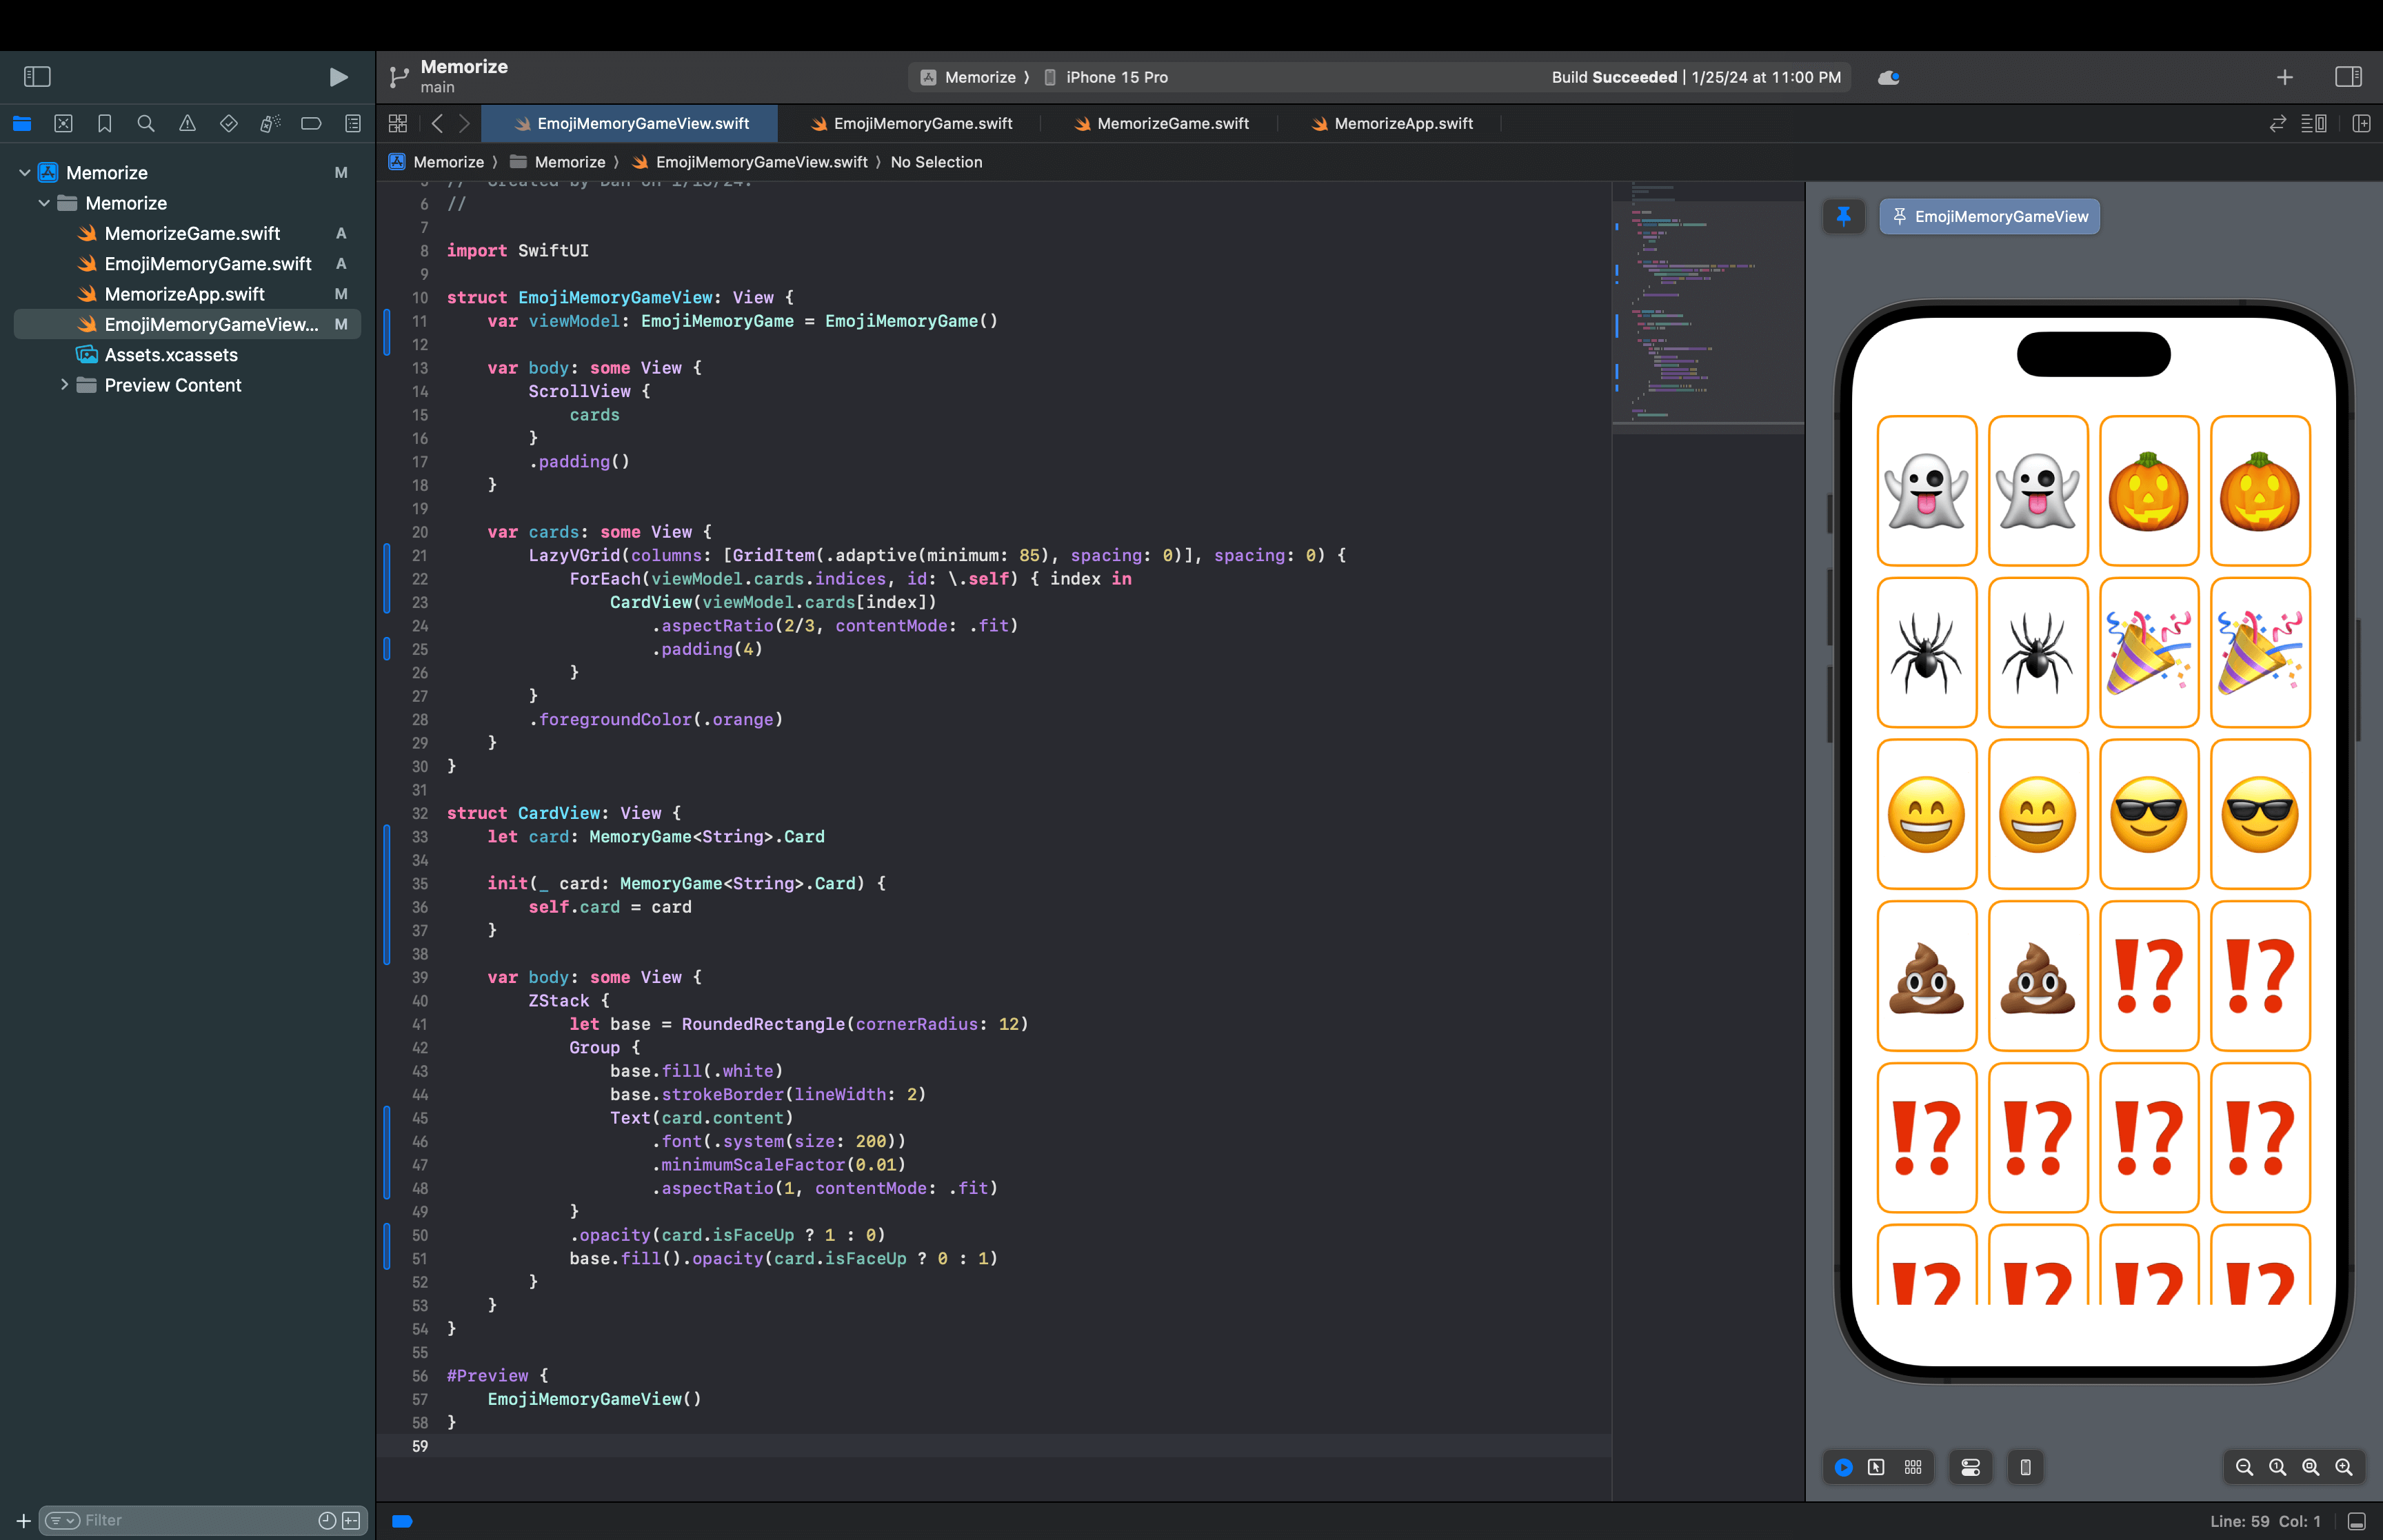 Memorize
main
Memorize ⟩ iPhone 15 Pro
Build Succeeded | 1/25/24 at 11:00 PM
EmojiMemoryGameView.swift
EmojiMemoryGame.swift
MemorizeGame.swift
MemorizeApp.swift
Memorize ⟩ Memorize ⟩ EmojiMemoryGameView.swift ⟩ No Selection
Memorize M
Memorize
MemorizeGame.swift A
EmojiMemoryGame.swift A
MemorizeApp.swift M
EmojiMemoryGameView... M
Assets.xcassets
Preview Content
Filter
5 // Created by Dan on 1/15/24.
6 //
7
8 import SwiftUI
9
10 struct EmojiMemoryGameView: View {
11     var viewModel: EmojiMemoryGame = EmojiMemoryGame()
12
13     var body: some View {
14         ScrollView {
15             cards
16         }
17         .padding()
18     }
19
20     var cards: some View {
21         LazyVGrid(columns: [GridItem(.adaptive(minimum: 85), spacing: 0)], spacing: 0) {
22             ForEach(viewModel.cards.indices, id: \.self) { index in
23                 CardView(viewModel.cards[index])
24                     .aspectRatio(2/3, contentMode: .fit)
25                     .padding(4)
26             }
27         }
28         .foregroundColor(.orange)
29     }
30 }
31
32 struct CardView: View {
33     let card: MemoryGame<String>.Card
34
35     init(_ card: MemoryGame<String>.Card) {
36         self.card = card
37     }
38
39     var body: some View {
40         ZStack {
41             let base = RoundedRectangle(cornerRadius: 12)
42             Group {
43                 base.fill(.white)
44                 base.strokeBorder(lineWidth: 2)
45                 Text(card.content)
46                     .font(.system(size: 200))
47                     .minimumScaleFactor(0.01)
48                     .aspectRatio(1, contentMode: .fit)
49             }
50             .opacity(card.isFaceUp ? 1 : 0)
51             base.fill().opacity(card.isFaceUp ? 0 : 1)
52         }
53     }
54 }
55
56 #Preview {
57     EmojiMemoryGameView()
58 }
59
EmojiMemoryGameView
⁉ ⁉
⁉ ⁉ ⁉ ⁉
⁉ ⁉ ⁉ ⁉
Line: 59 Col: 1